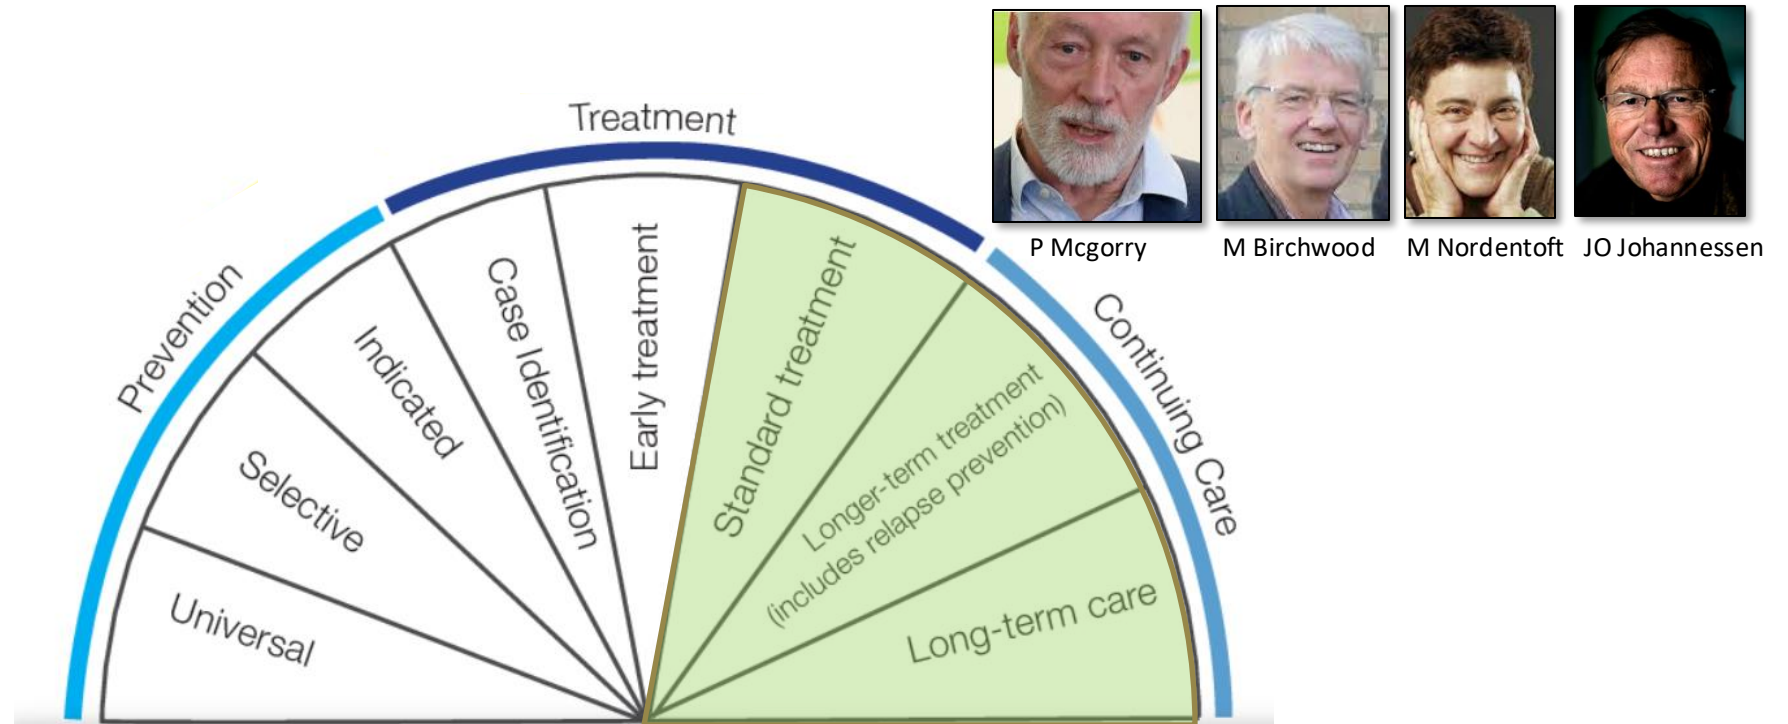 Treatment
Prevention
Continuing Care
Universal
Selective
Indicated
Case Identification
Early treatment
Standard treatment
Longer-term treatment
(includes relapse prevention)
Long-term care
P Mcgorry
M Birchwood
M Nordentoft
JO Johannessen